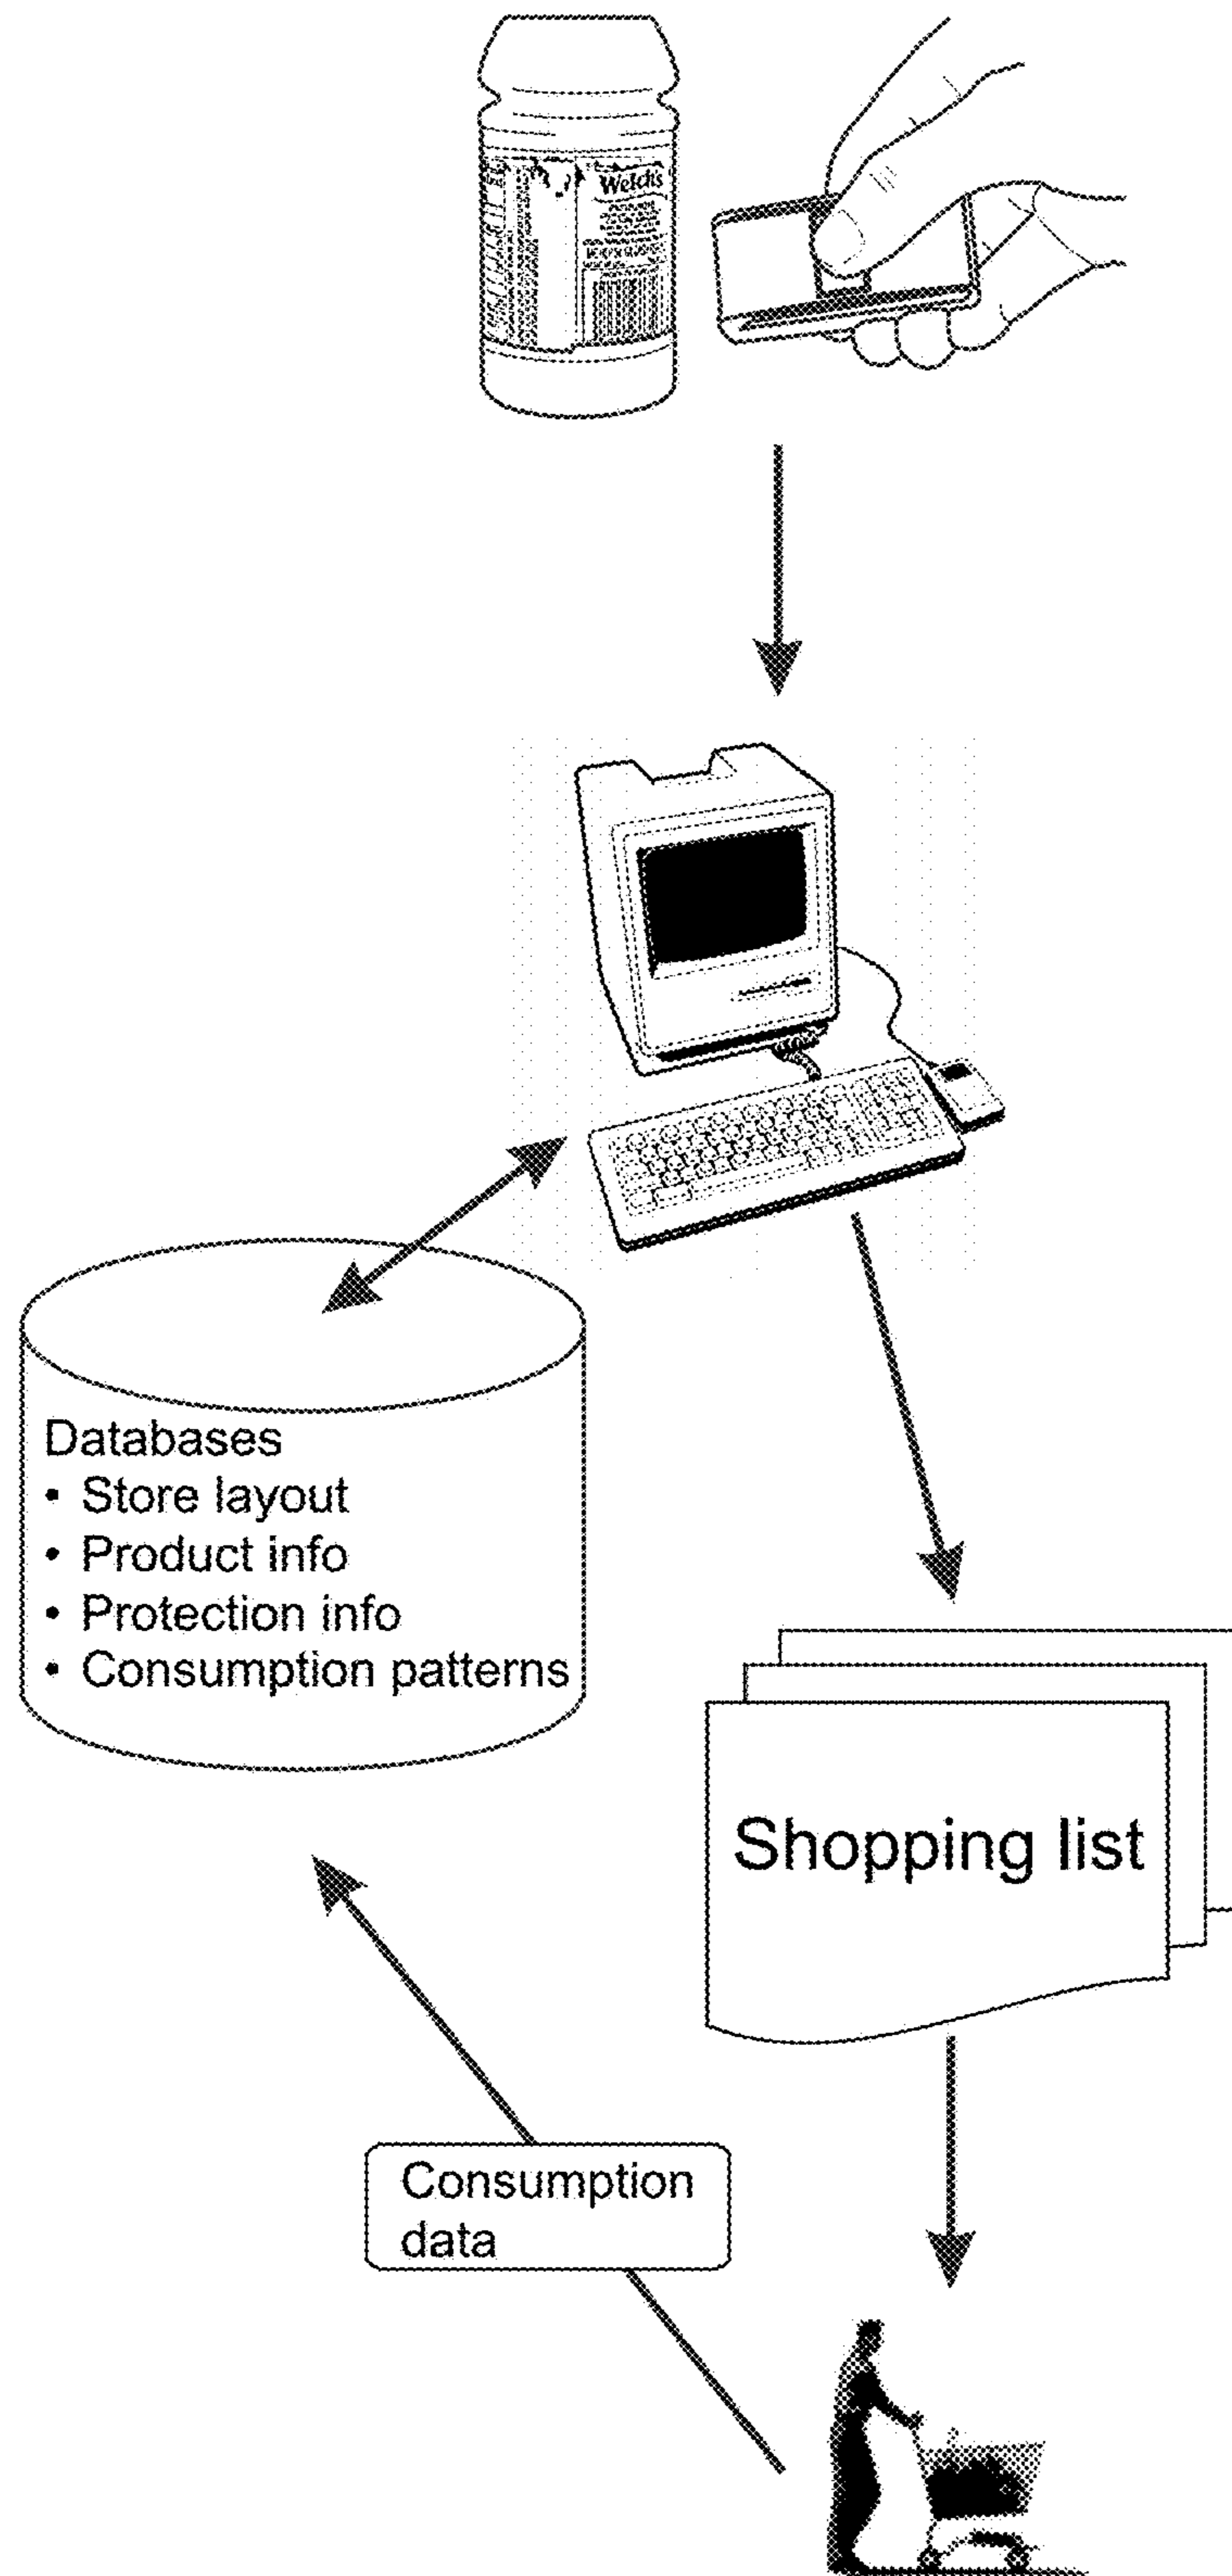 Welch's
Databases
• Store layout
• Product info
• Protection info
• Consumption patterns
Shopping list
Consumption
data